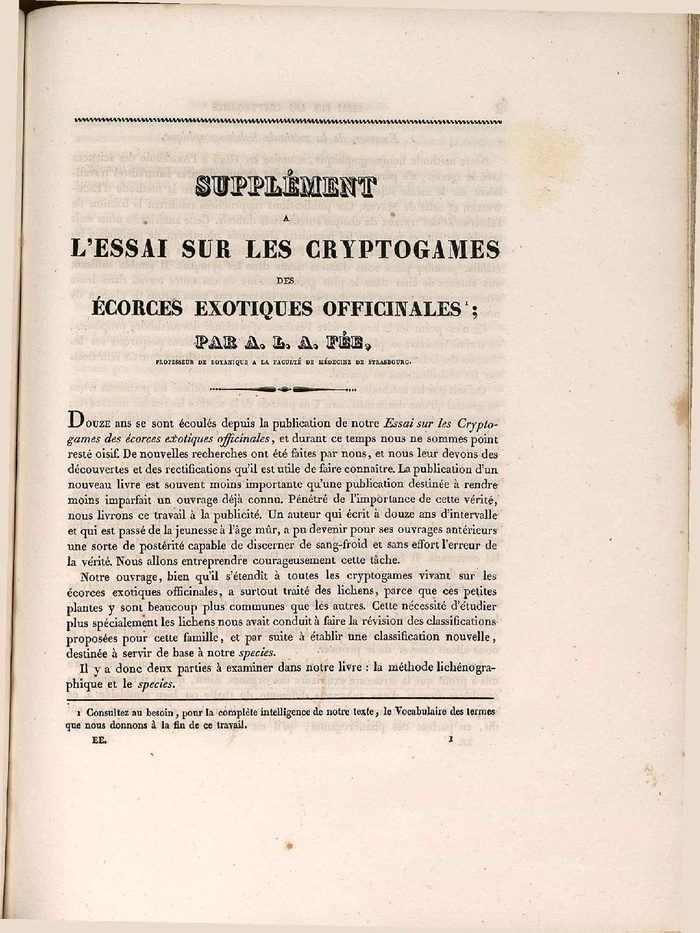 SUPPLÉMENT
A
L'ESSAI SUR LES CRYPTOGAMES
DES
ÉCORCES EXOTIQUES OFFICINALES ¹;
PAR A. L. A. FÉE,
PROFESSEUR DE BOTANIQUE A LA FACULTÉ DE MÉDECINE DE STRASBOURG.
Douze ans se sont écoulés depuis la publication de notre Essai sur les Crypto-
games des écorces exotiques officinales, et durant ce temps nous ne sommes point
resté oisif. De nouvelles recherches ont été faites par nous, et nous leur devons des
découvertes et des rectifications qu'il est utile de faire connaître. La publication d'un
nouveau livre est souvent moins importante qu'une publication destinée à rendre
moins imparfait un ouvrage déjà connu. Pénétré de l'importance de cette vérité,
nous livrons ce travail à la publicité. Un auteur qui écrit à douze ans d'intervalle
et qui est passé de la jeunesse à l'âge mûr, a pu devenir pour ses ouvrages antérieurs
une sorte de postérité capable de discerner de sang-froid et sans effort l'erreur de
la vérité. Nous allons entreprendre courageusement cette tâche.
Notre ouvrage, bien qu'il s'étendît à toutes les cryptogames vivant sur les
écorces exotiques officinales, a surtout traité des lichens, parce que ces petites
plantes y sont beaucoup plus communes que les autres. Cette nécessité d'étudier
plus spécialement les lichens nous avait conduit à faire la révision des classifications
proposées pour cette famille, et par suite à établir une classification nouvelle,
destinée à servir de base à notre species.
Il y a donc deux parties à examiner dans notre livre : la méthode lichénogra-
phique et le species.
1 Consultez au besoin, pour la complète intelligence de notre texte, le Vocabulaire des termes
que nous donnons à la fin de ce travail.
EE. 1